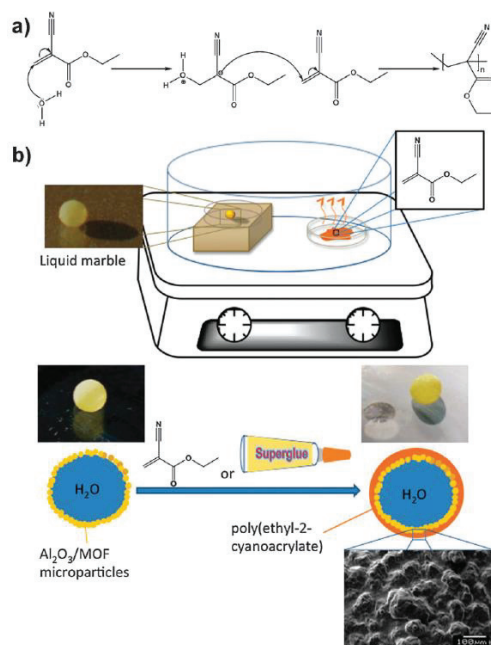 a)
N
O
O
H
O
H
H
O
H
N
O
O
N
O
O
N
n
O
O
b)
N
O
O
Liquid marble
N
O
O
or
Superglue
H₂O
H₂O
poly(ethyl-2-
cyanoacrylate)
Al₂O₃/MOF
microparticles